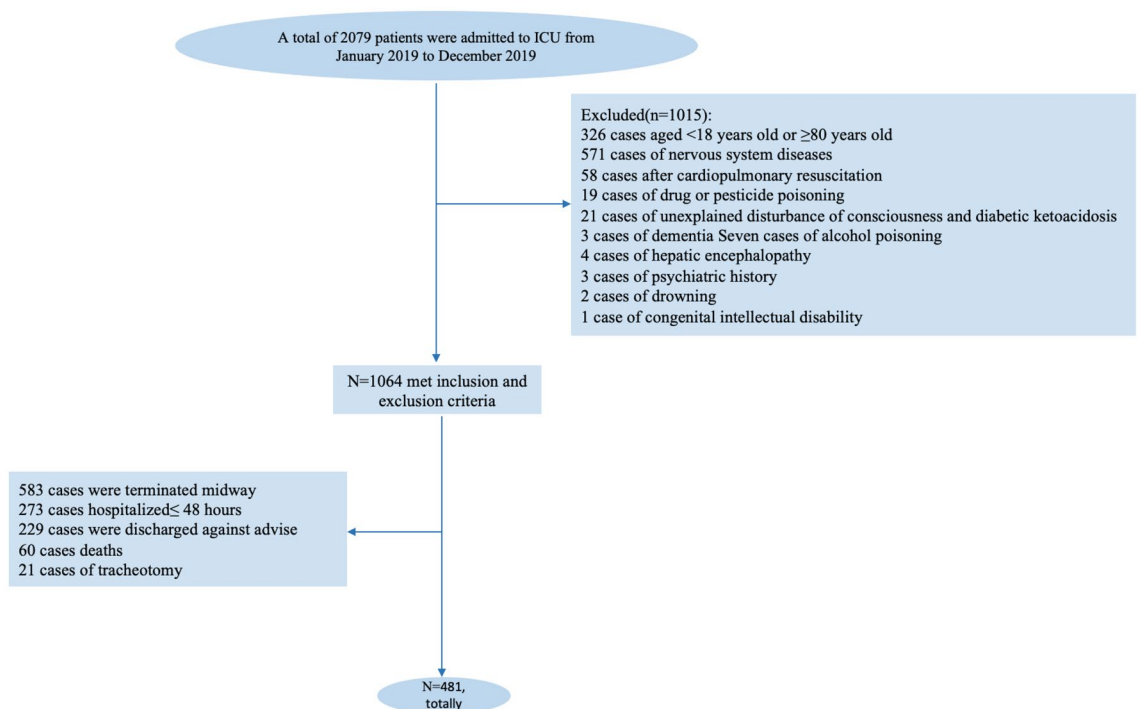 A total of 2079 patients were admitted to ICU from
January 2019 to December 2019
Excluded(n=1015):
326 cases aged <18 years old or ≥80 years old
571 cases of nervous system diseases
58 cases after cardiopulmonary resuscitation
19 cases of drug or pesticide poisoning
21 cases of unexplained disturbance of consciousness and diabetic ketoacidosis
3 cases of dementia Seven cases of alcohol poisoning
4 cases of hepatic encephalopathy
3 cases of psychiatric history
2 cases of drowning
1 case of congenital intellectual disability
N=1064 met inclusion and
exclusion criteria
583 cases were terminated midway
273 cases hospitalized≤ 48 hours
229 cases were discharged against advise
60 cases deaths
21 cases of tracheotomy
N=481,
totally